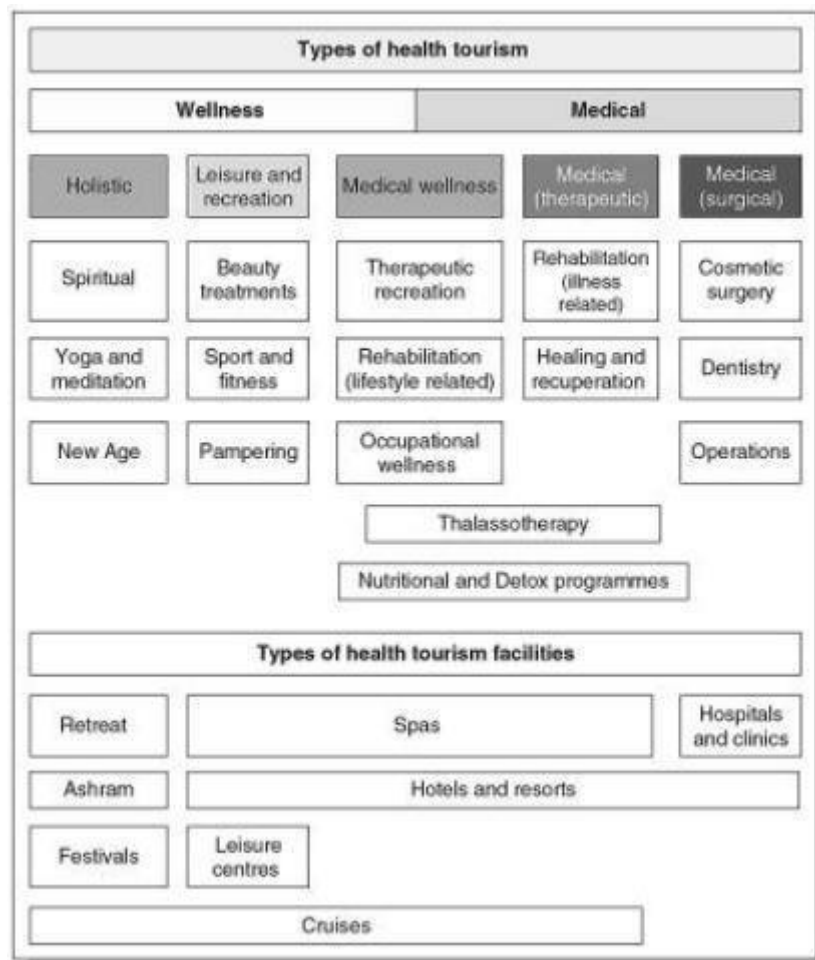 Types of health tourism
Wellness
Medical
Holistic
Leisure and
recreation
Medical wellness
Medical
(therapeutic)
Medical
(surgical)
Spiritual
Beauty
treatments
Therapeutic
recreation
Rehabilitation
(illness
related)
Cosmetic
surgery
Yoga and
meditation
Sport and
fitness
Rehabilitation
(lifestyle related)
Healing and
recuperation
Dentistry
New Age
Pampering
Occupational
wellness
Operations
Thalassotherapy
Nutritional and Detox programmes
Types of health tourism facilities
Retreat
Spas
Hospitals
and clinics
Ashram
Hotels and resorts
Festivals
Leisure
centres
Cruises